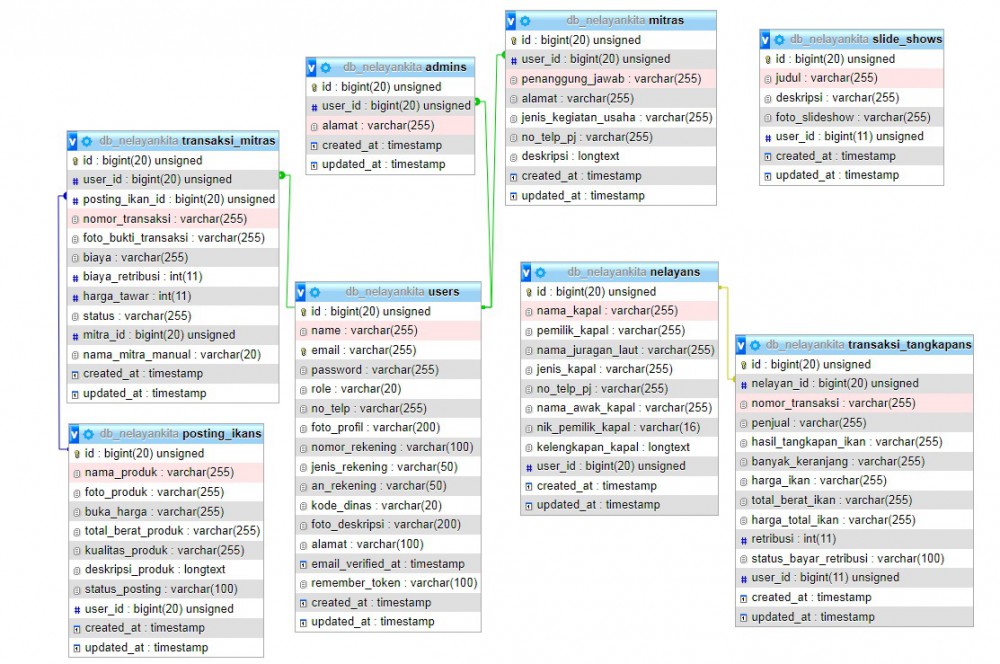 db_nelayankita transaksi_mitras
id : bigint(20) unsigned
user_id : bigint(20) unsigned
posting_ikan_id : bigint(20) unsigned
nomor_transaksi : varchar(255)
foto_bukti_transaksi : varchar(255)
biaya : varchar(255)
biaya_retribusi : int(11)
harga_tawar : int(11)
status : varchar(255)
mitra_id : bigint(20) unsigned
nama_mitra_manual : varchar(20)
created_at : timestamp
updated_at : timestamp
db_nelayankita posting_ikans
id : bigint(20) unsigned
nama_produk : varchar(255)
foto_produk : varchar(255)
buka_harga : varchar(255)
total_berat_produk : varchar(255)
kualitas_produk : varchar(255)
deskripsi_produk : longtext
status_posting : varchar(100)
user_id : bigint(20) unsigned
created_at : timestamp
updated_at : timestamp
db_nelayankita admins
id : bigint(20) unsigned
user_id : bigint(20) unsigned
alamat : varchar(255)
created_at : timestamp
updated_at : timestamp
db_nelayankita users
id : bigint(20) unsigned
name : varchar(255)
email : varchar(255)
password : varchar(255)
role : varchar(20)
no_telp : varchar(255)
foto_profil : varchar(200)
nomor_rekening : varchar(100)
jenis_rekening : varchar(50)
an_rekening : varchar(50)
kode_dinas : varchar(20)
foto_deskripsi : varchar(200)
alamat : varchar(100)
email_verified_at : timestamp
remember_token : varchar(100)
created_at : timestamp
updated_at : timestamp
db_nelayankita mitras
id : bigint(20) unsigned
user_id : bigint(20) unsigned
penanggung_jawab : varchar(255)
alamat : varchar(255)
jenis_kegiatan_usaha : varchar(255)
no_telp_pj : varchar(255)
deskripsi : longtext
created_at : timestamp
updated_at : timestamp
db_nelayankita nelayans
id : bigint(20) unsigned
nama_kapal : varchar(255)
pemilik_kapal : varchar(255)
nama_juragan_laut : varchar(255)
jenis_kapal : varchar(255)
no_telp_pj : varchar(255)
nama_awak_kapal : varchar(255)
nik_pemilik_kapal : varchar(16)
kelengkapan_kapal : longtext
user_id : bigint(20) unsigned
created_at : timestamp
updated_at : timestamp
db_nelayankita slide_shows
id : bigint(20) unsigned
judul : varchar(255)
deskripsi : varchar(255)
foto_slideshow : varchar(255)
user_id : bigint(11) unsigned
created_at : timestamp
updated_at : timestamp
db_nelayankita transaksi_tangkapans
id : bigint(20) unsigned
nelayan_id : bigint(20) unsigned
nomor_transaksi : varchar(255)
penjual : varchar(255)
hasil_tangkapan_ikan : varchar(255)
banyak_keranjang : varchar(255)
harga_ikan : varchar(255)
total_berat_ikan : varchar(255)
harga_total_ikan : varchar(255)
retribusi : int(11)
status_bayar_retribusi : varchar(100)
user_id : bigint(11) unsigned
created_at : timestamp
updated_at : timestamp